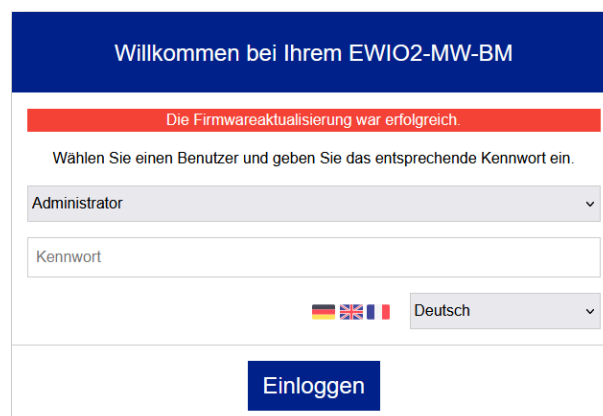 Willkommen bei Ihrem EWIO2-MW-BM
Die Firmwareaktualisierung war erfolgreich.
Wählen Sie einen Benutzer und geben Sie das entsprechende Kennwort ein.
Administrator
Kennwort
Deutsch
Einloggen